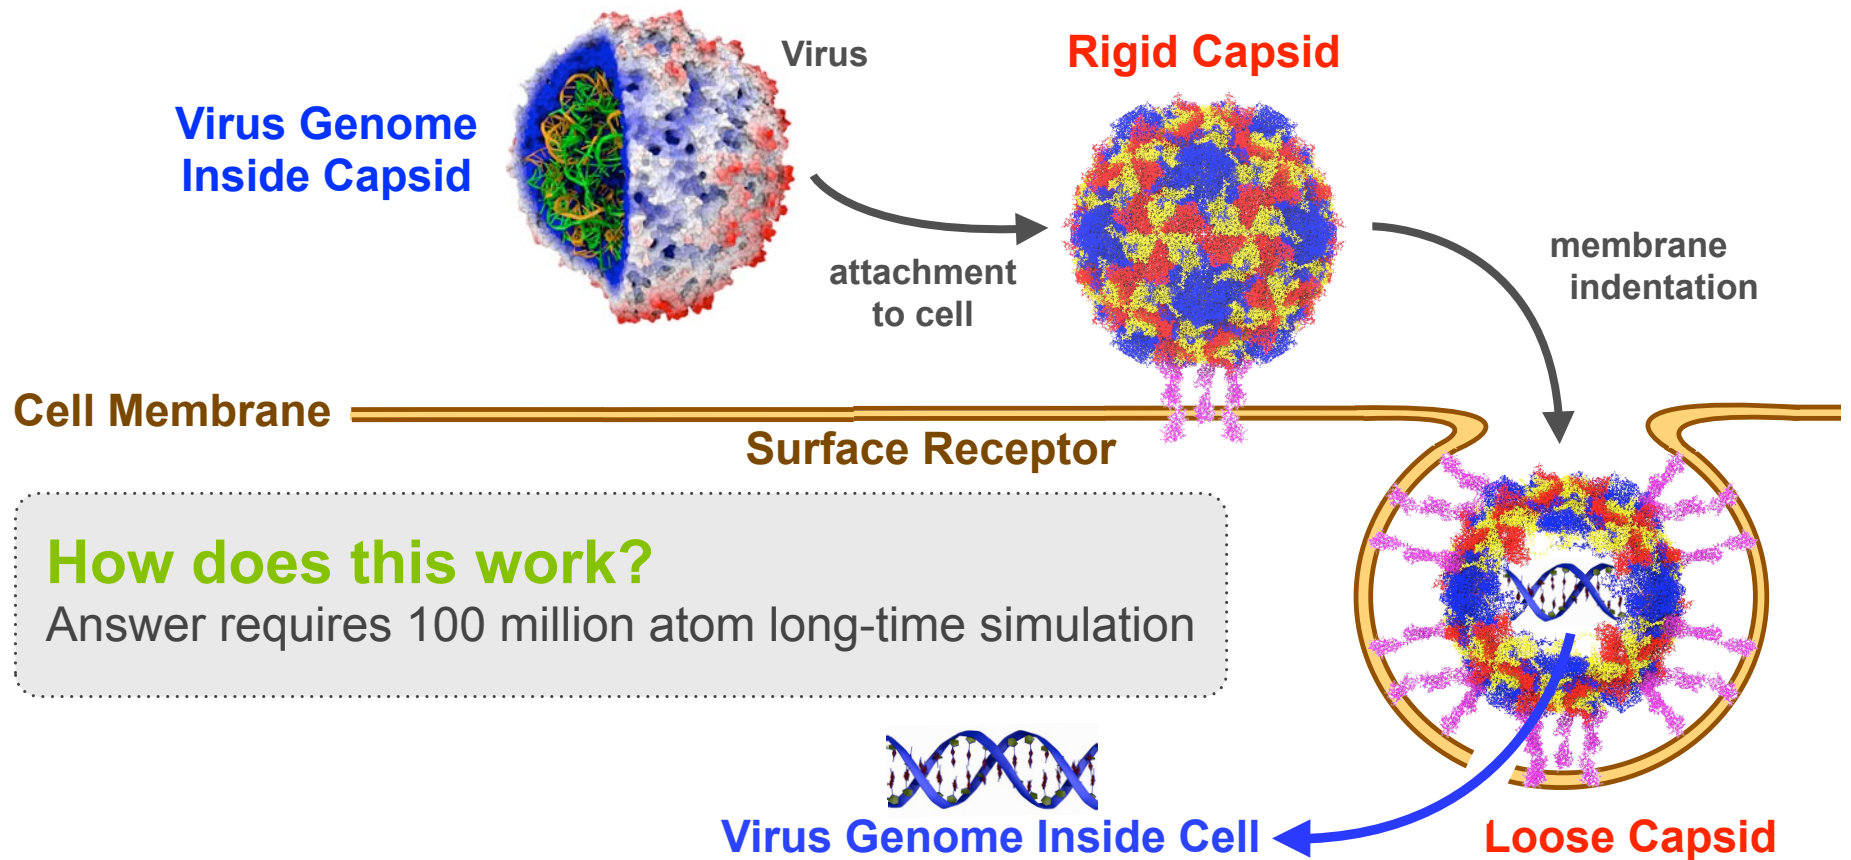 Virus
Rigid Capsid
Virus Genome
Inside Capsid
attachment
to cell
membrane
indentation
Cell Membrane
Surface Receptor
How does this work?
Answer requires 100 million atom long-time simulation
Virus Genome Inside Cell
Loose Capsid